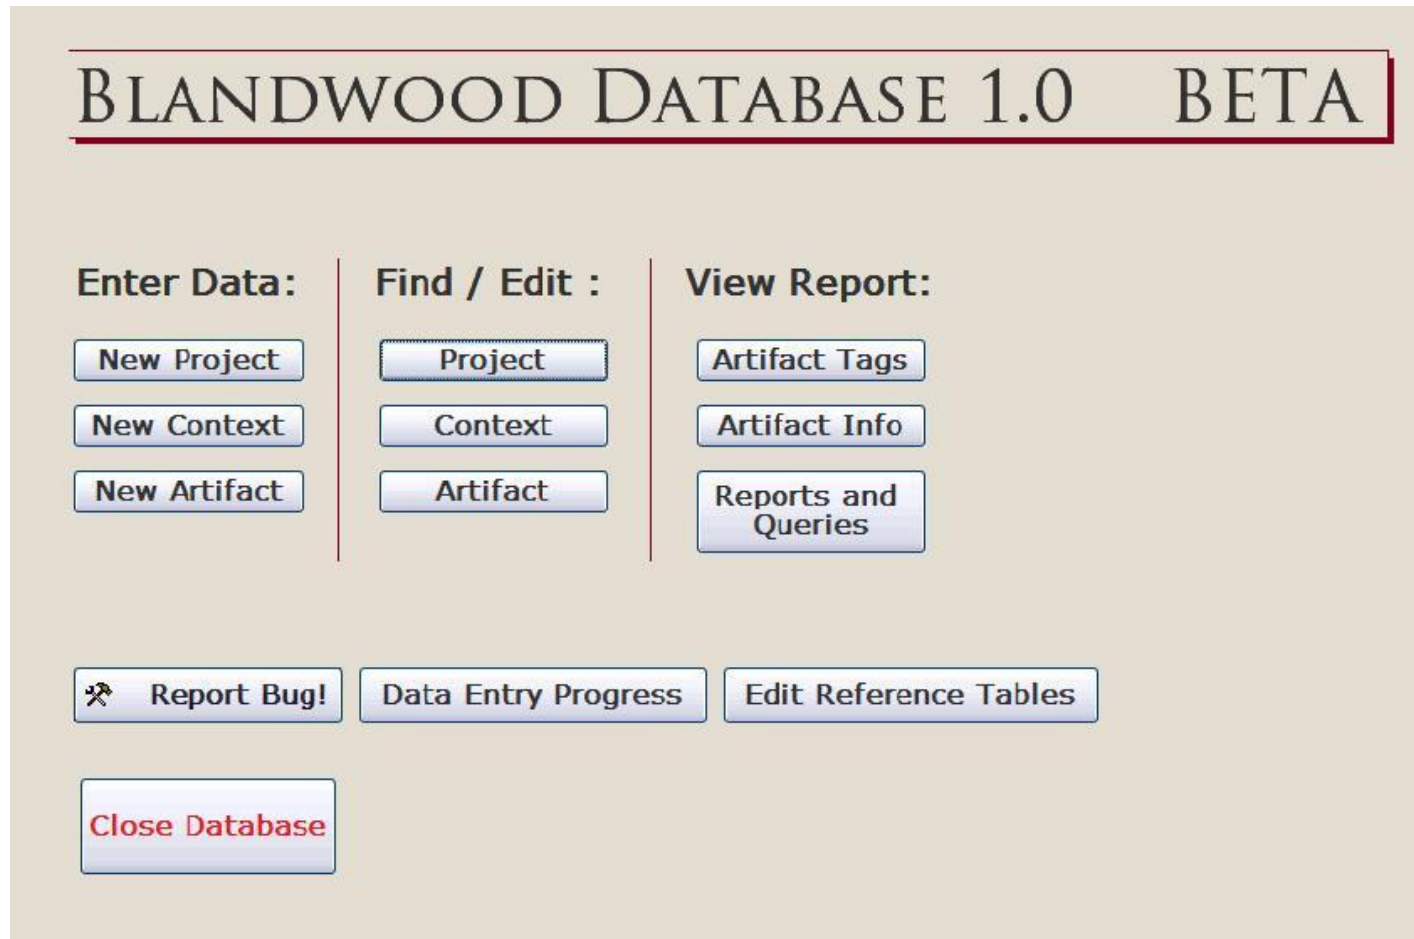 BLANDWOOD DATABASE 1.0 BETA
Enter Data:
New Project
New Context
New Artifact
Find / Edit :
Project
Context
Artifact
View Report:
Artifact Tags
Artifact Info
Reports and
Queries
Report Bug!
Data Entry Progress
Edit Reference Tables
Close Database